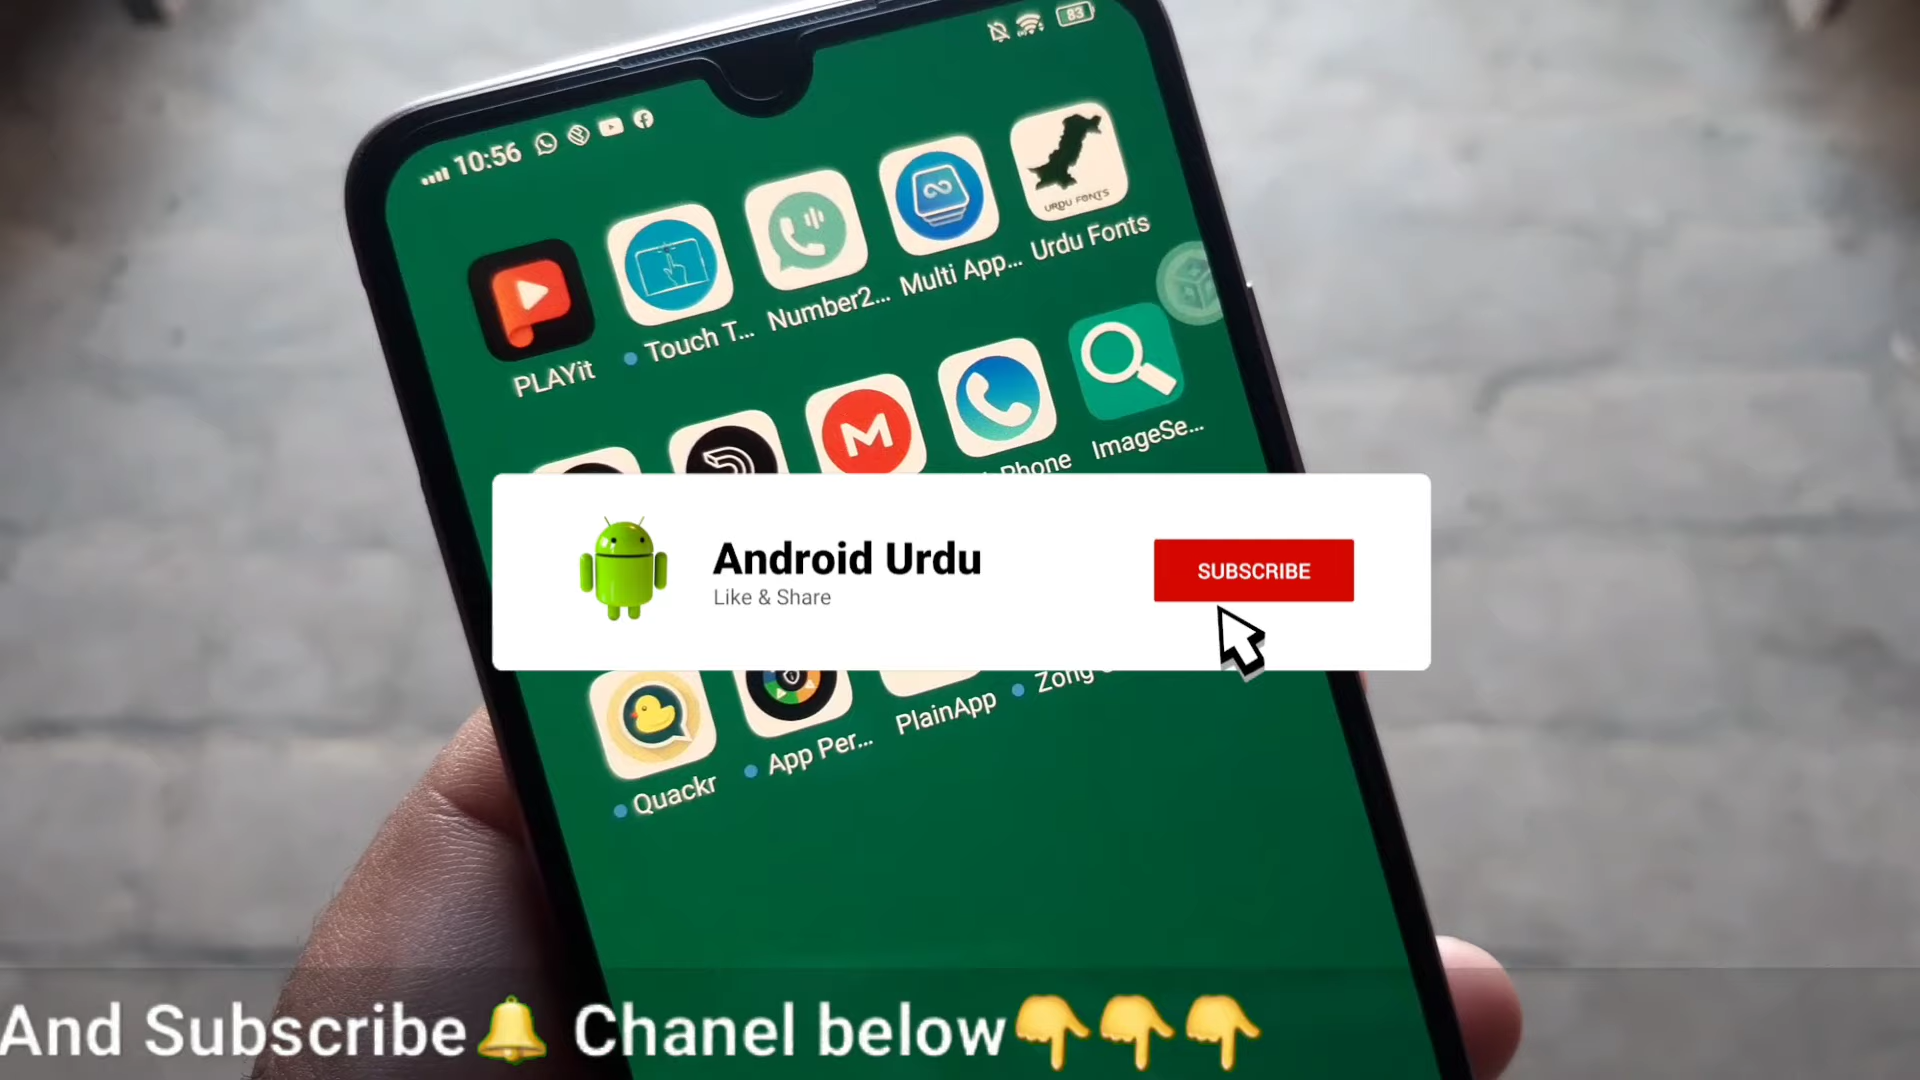 83
10:56
URDU FONTS
Urdu Fonts
Multi App...
Number2...
Touch T...
PLAYit
ImageSe...
Phone
M
Android Urdu
Like & Share
SUBSCRIBE
Zong
PlainApp
App Per...
Quackr
And Subscribe🔔 Chanel below👇👇👇